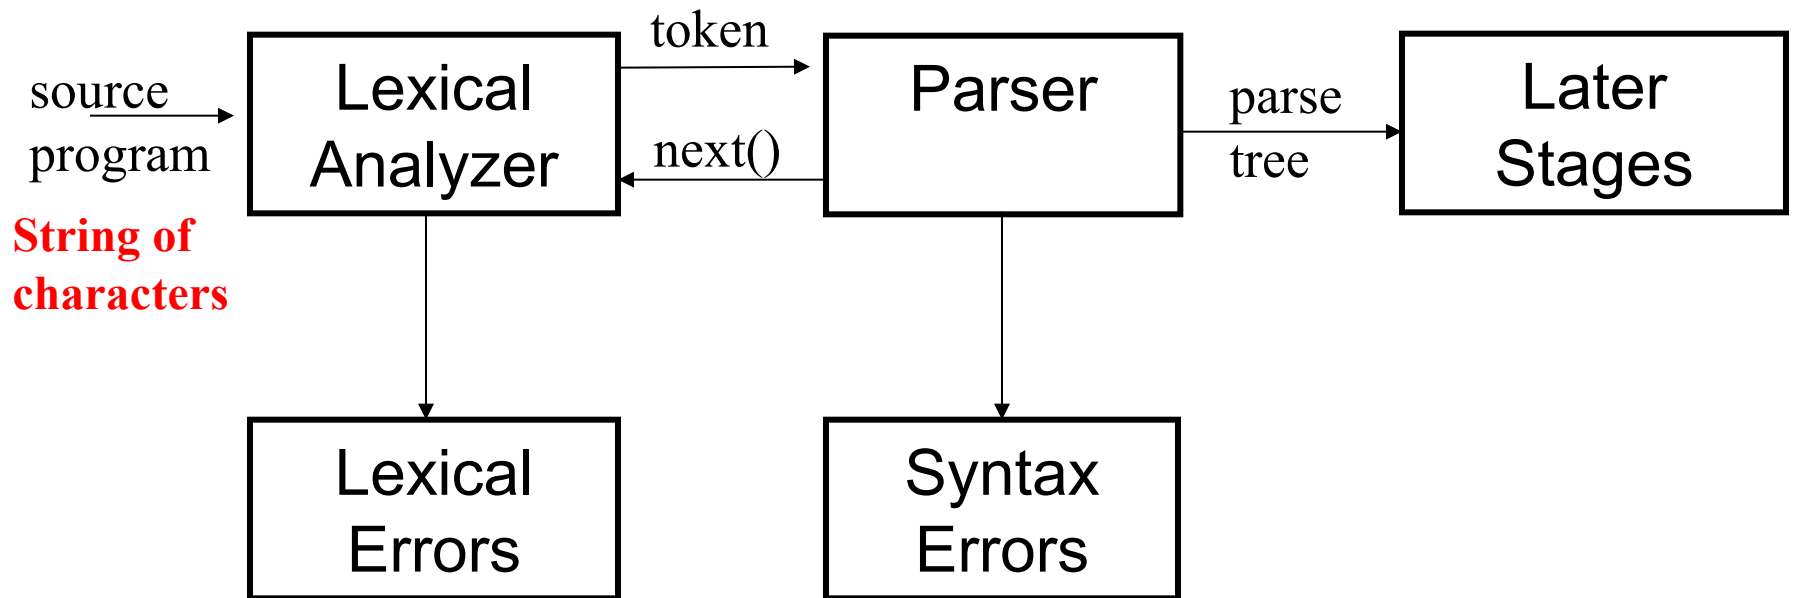 source
program
String of
characters
Lexical
Analyzer
token
next()
Parser
parse
tree
Later
Stages
Lexical
Errors
Syntax
Errors